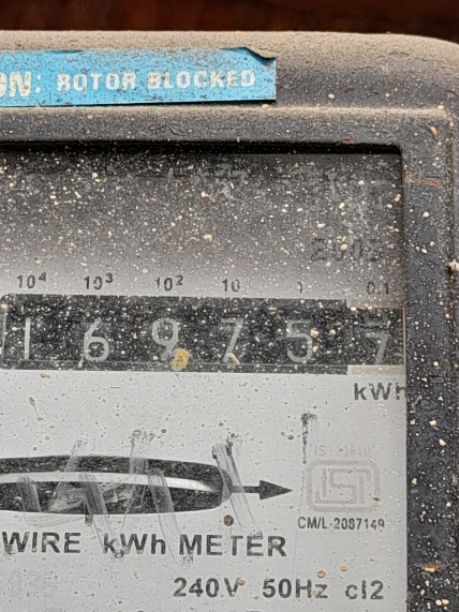 ON: ROTOR BLOCKED
10⁴ 10³ 10² 10 1 0.1
1 6 9 7 5 7
kWh
CM/L-2087149
WIRE kWh METER
240V 50Hz cl2